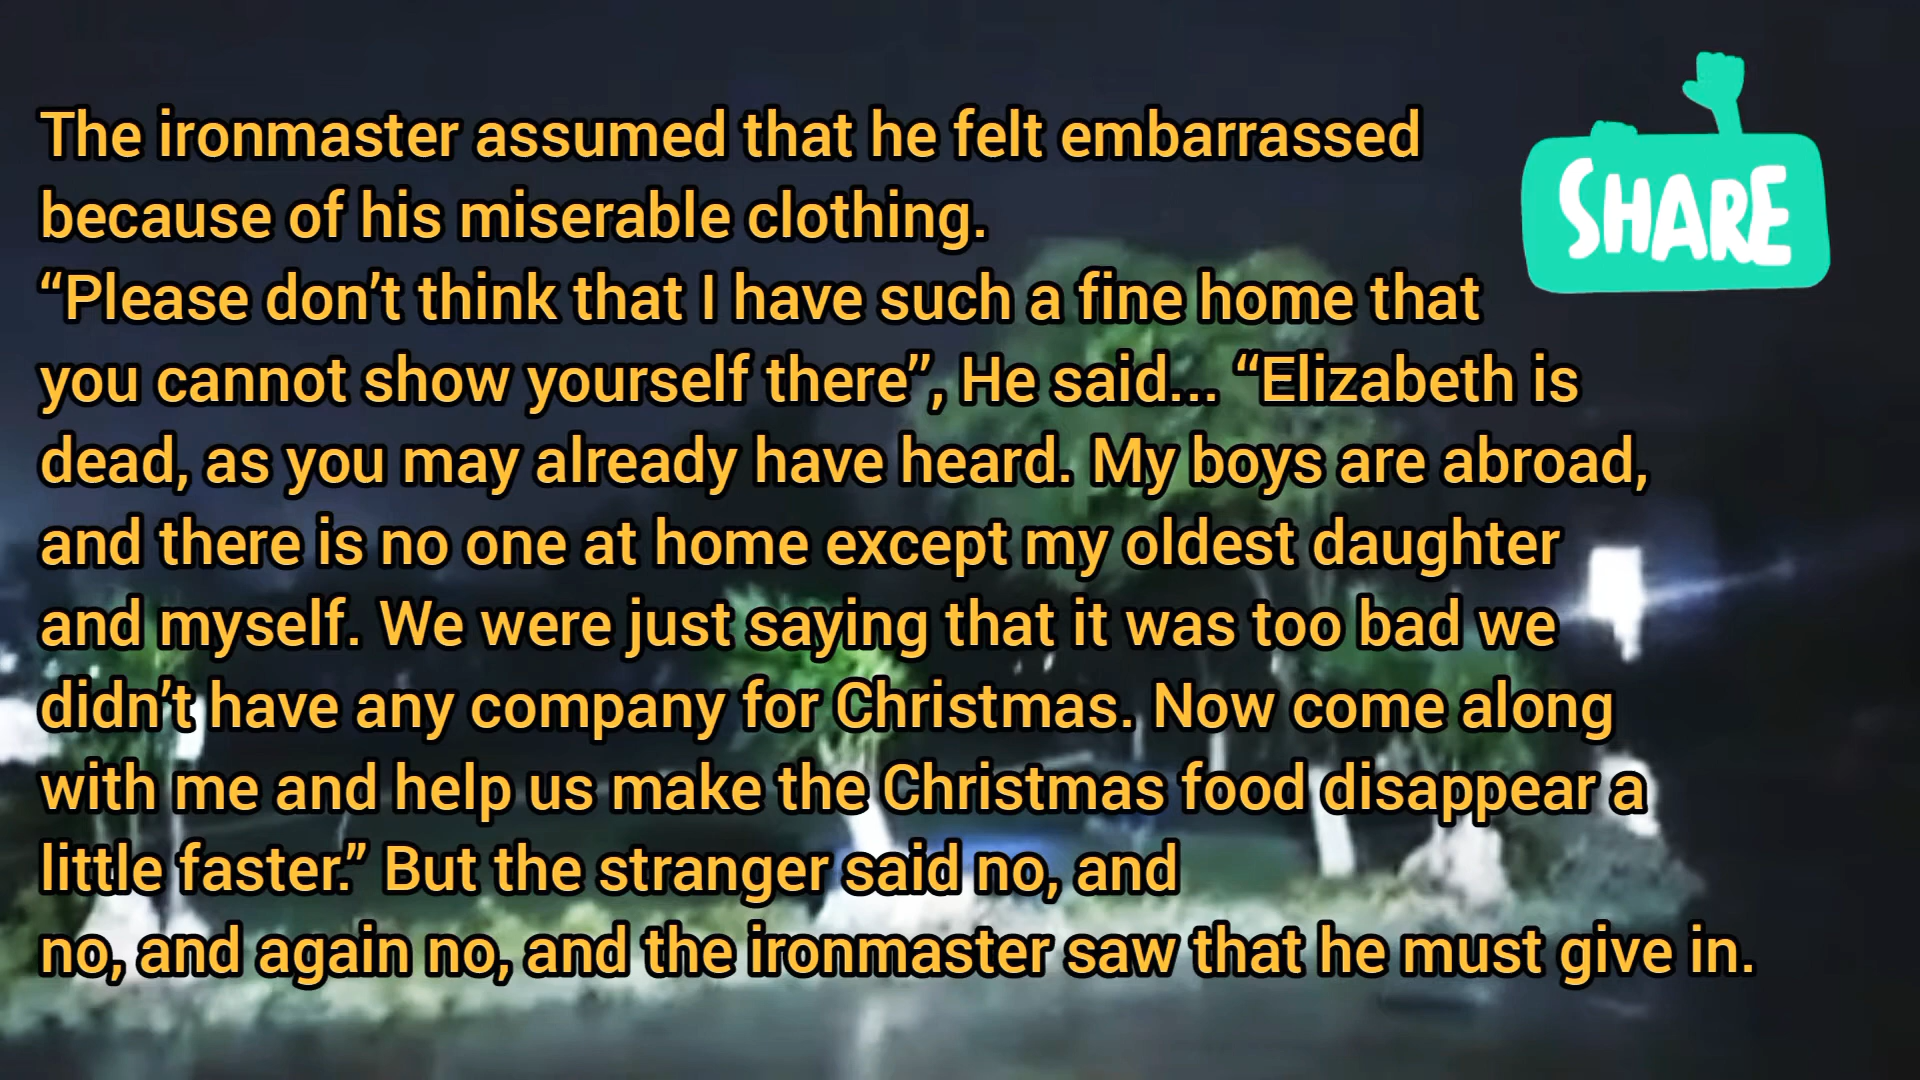 The ironmaster assumed that he felt embarrassed
because of his miserable clothing.
“Please don’t think that I have such a fine home that
you cannot show yourself there”, He said... “Elizabeth is
dead, as you may already have heard. My boys are abroad,
and there is no one at home except my oldest daughter
and myself. We were just saying that it was too bad we
didn’t have any company for Christmas. Now come along
with me and help us make the Christmas food disappear a
little faster.” But the stranger said no, and
no, and again no, and the ironmaster saw that he must give in.
SHARE